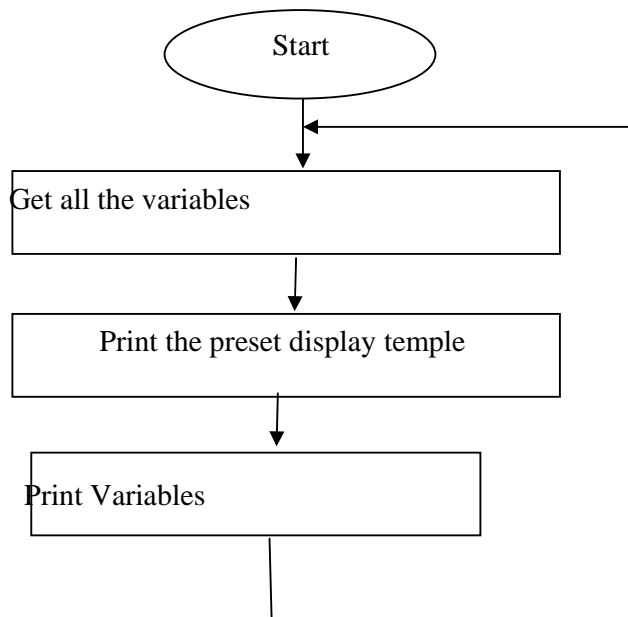 Start
Get all the variables
Print the preset display temple
Print Variables